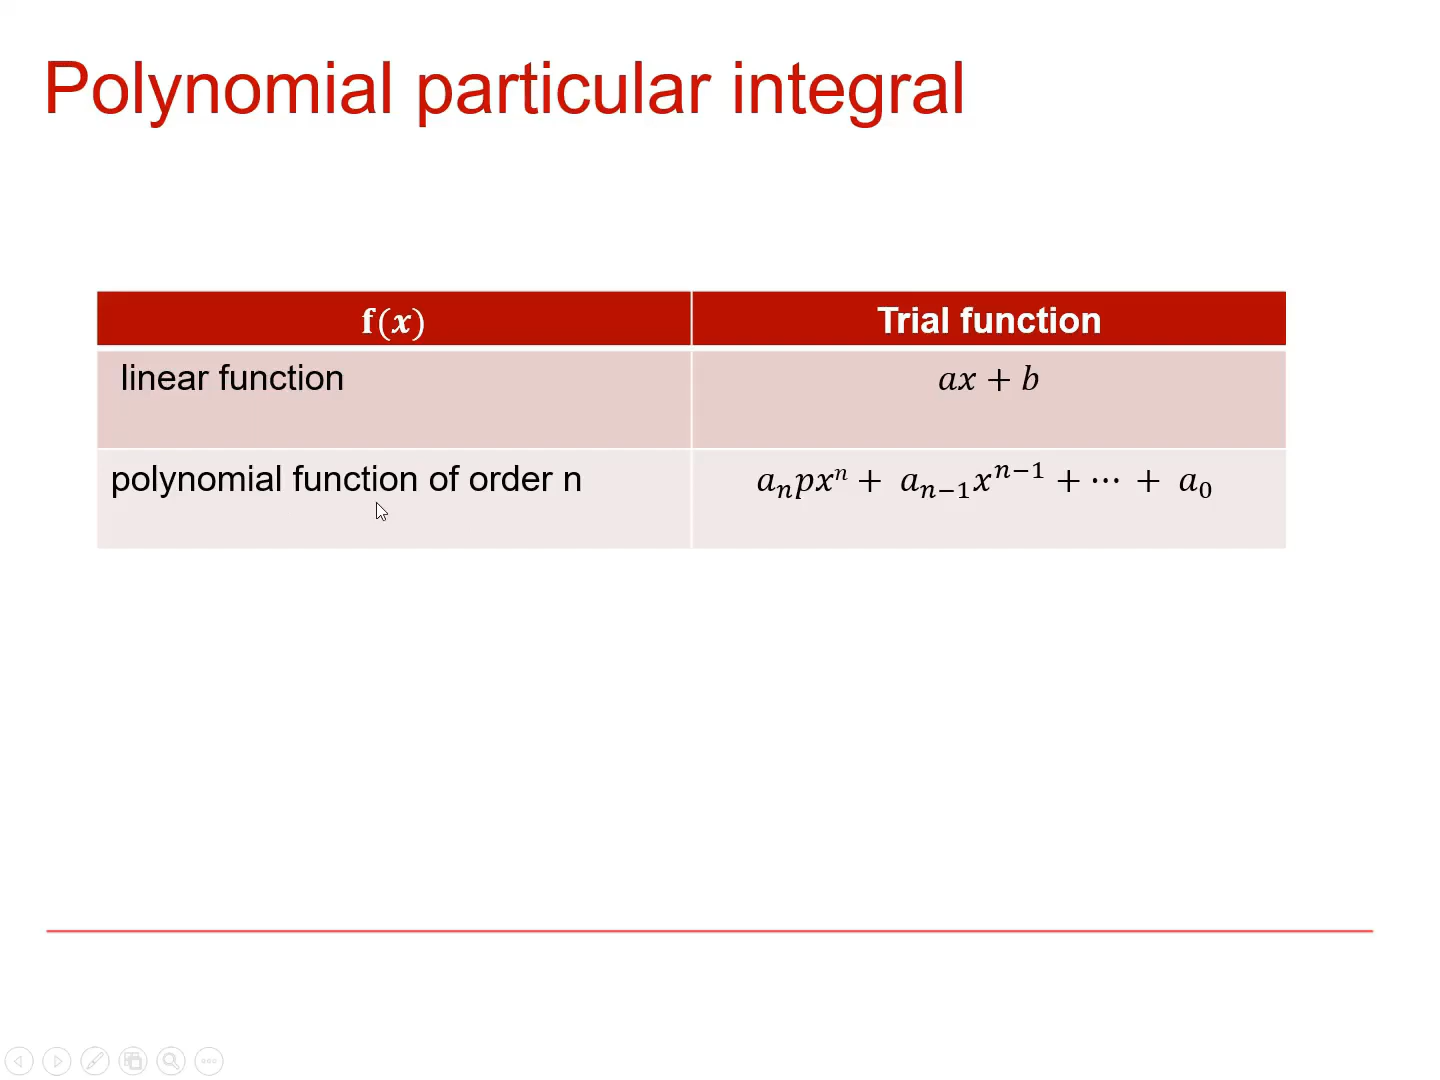 Polynomial particular integral
f(x) Trial function
linear function ax + b
polynomial function of order n aₙpxⁿ + aₙ₋₁xⁿ⁻¹ + ⋯ + a₀